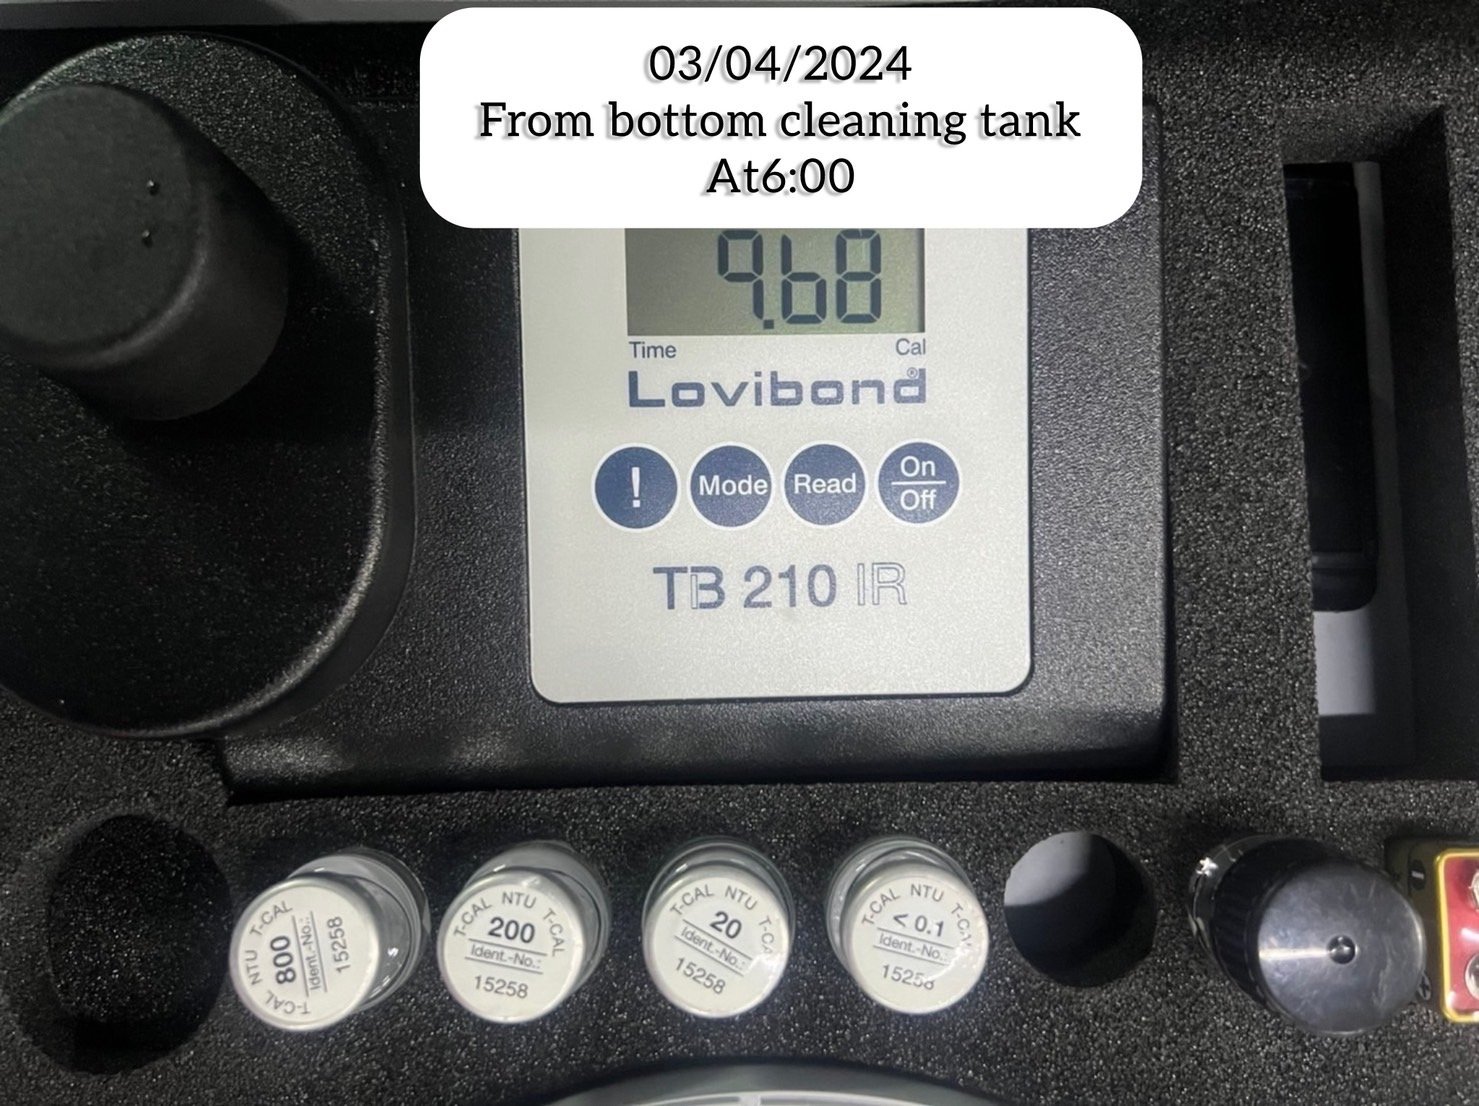 03/04/2024
From bottom cleaning tank
At6:00
9.68
Time Cal
Lovibond®
! Mode Read On/Off
TB 210 IR
T-CAL NTU T-CAL
800
Ident.-No.:
15258
T-CAL NTU T-CAL
200
Ident.-No.:
15258
T-CAL NTU T-CA
20
Ident.-No.:
15258
T-CAL NTU T-CAL
< 0.1
Ident.-No.:
15258